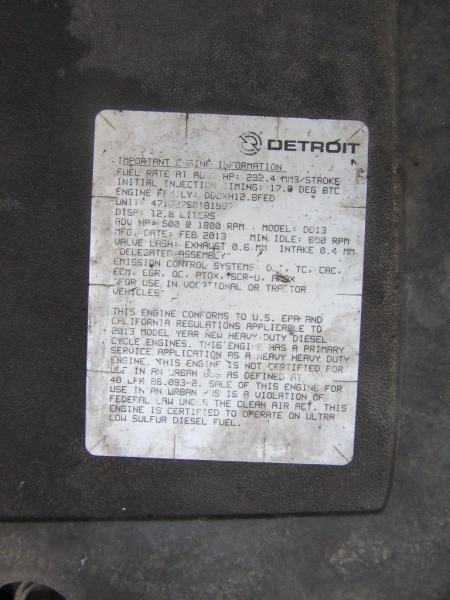 DETROIT
IMPORTANT ENGINE INFORMATION
FUEL RATE AT ADV HP: 232.4 MM3/STROKE
INITIAL INJECTION TIMING: 17.0 DEG BTC
ENGINE FAMILY:
UNIT:
DISP: 12.8 LITERS
ADV HP: 500 @ 1800 RPM - MODEL: DD13
MFG. DATE: FEB 2013 MIN. IDLE: 600 RPM
VALVE LASH: EXHAUST 0.6 MM INTAKE 0.4 MM
"DELEGATED ASSEMBLY"
EMISSION CONTROL SYSTEMS: TC, CAC,
ECM, EGR, OC, PTOX, SCR-U,
"FOR USE IN VOCATIONAL OR TRACTOR
VEHICLES"
THIS ENGINE CONFORMS TO U.S. EPA AND
CALIFORNIA REGULATIONS APPLICABLE TO
2013 MODEL YEAR NEW HEAVY DUTY DIESEL
CYCLE ENGINES. THIS ENGINE HAS A PRIMARY
SERVICE APPLICATION AS A HEAVY HEAVY DUTY
ENGINE. THIS ENGINE IS NOT CERTIFIED FOR
USE IN AN URBAN BUS AS DEFINED AT
40 CFR 86.093-2. SALE OF THIS ENGINE FOR
USE IN AN URBAN BUS IS A VIOLATION OF
FEDERAL LAW UNDER THE CLEAN AIR ACT. THIS
ENGINE IS CERTIFIED TO OPERATE ON ULTRA
LOW SULFUR DIESEL FUEL.